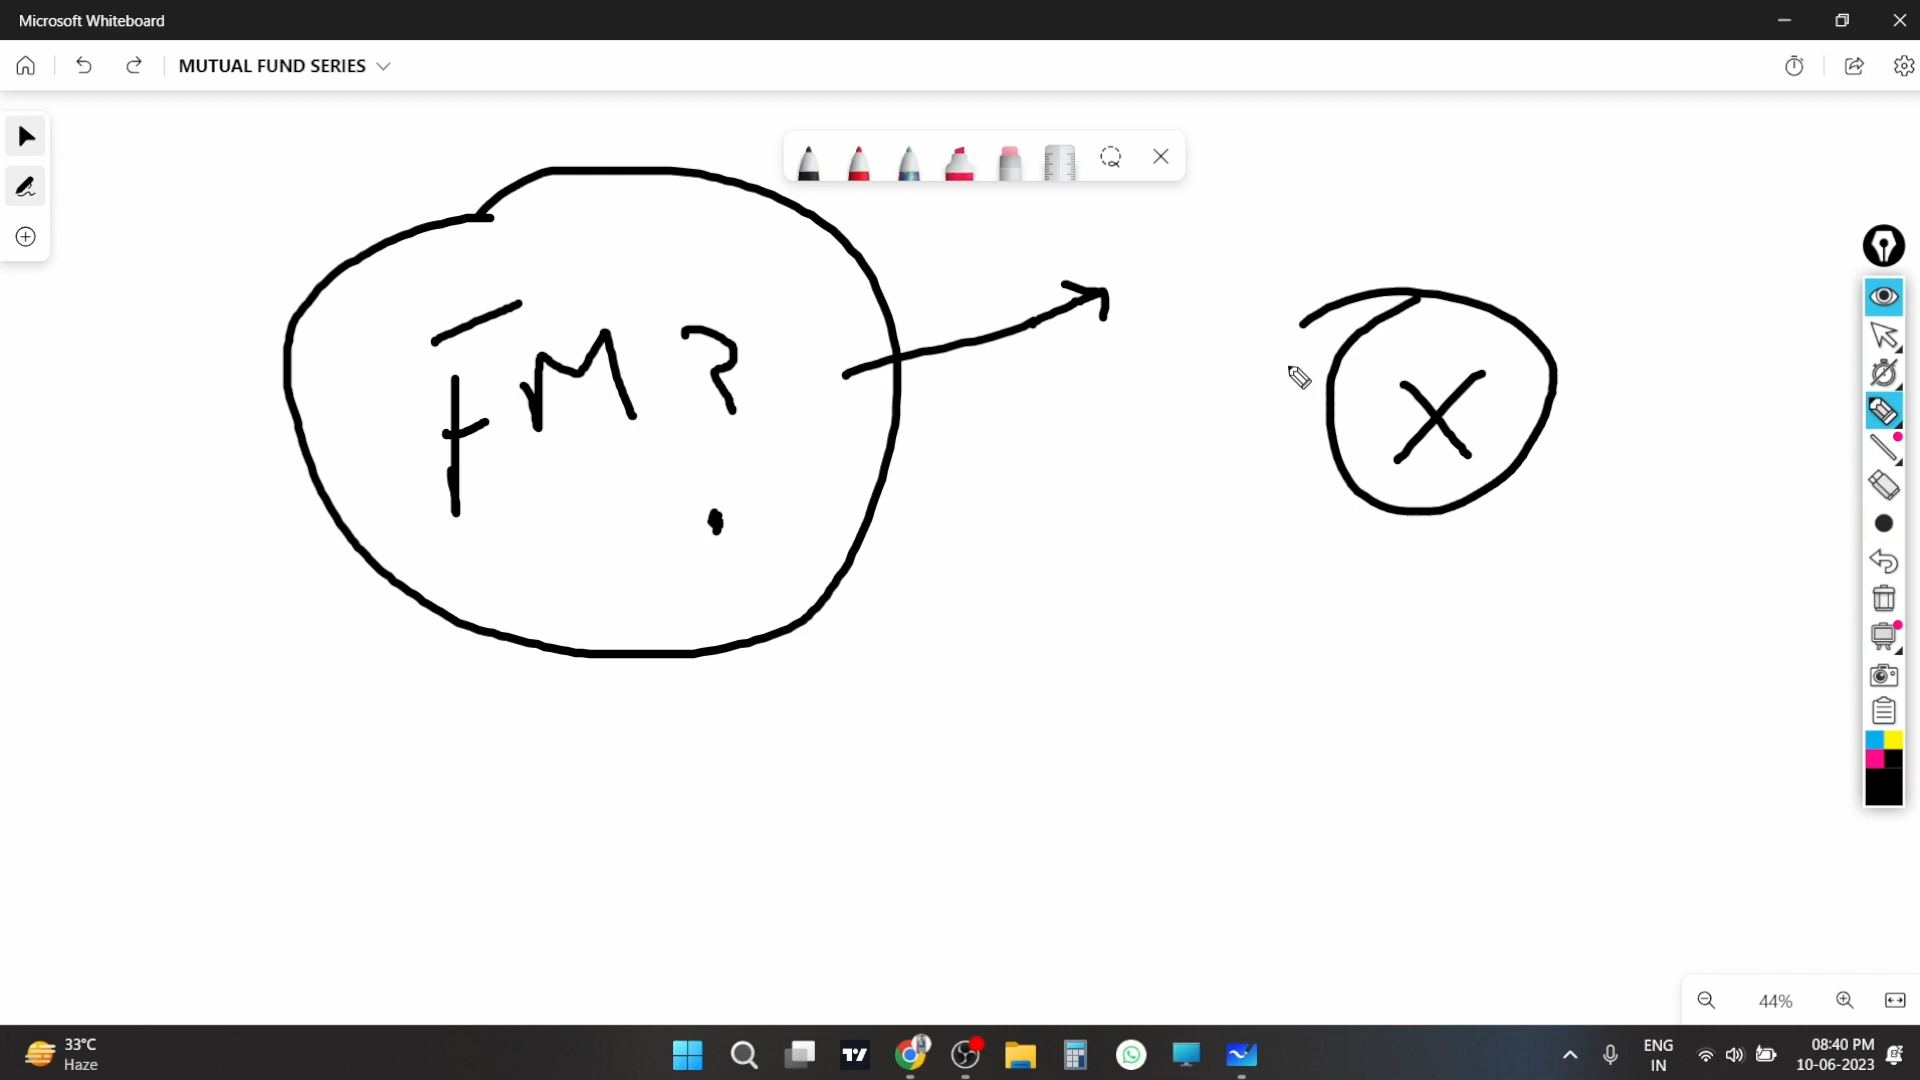 Microsoft Whiteboard
MUTUAL FUND SERIES
FM?
X
44%
33°C
Haze
ENG
IN
08:40 PM
10-06-2023